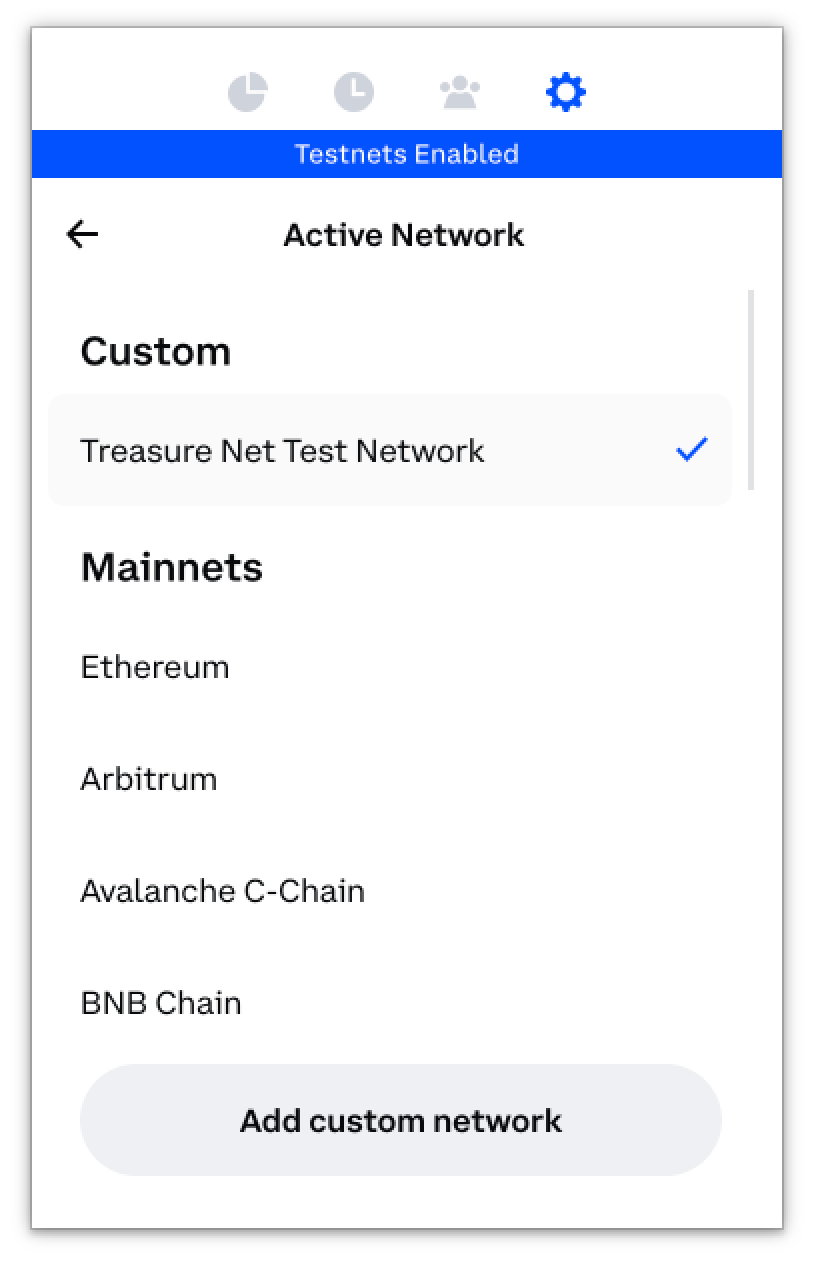 Testnets Enabled
Active Network
Custom
Treasure Net Test Network
Mainnets
Ethereum
Arbitrum
Avalanche C-Chain
BNB Chain
Add custom network